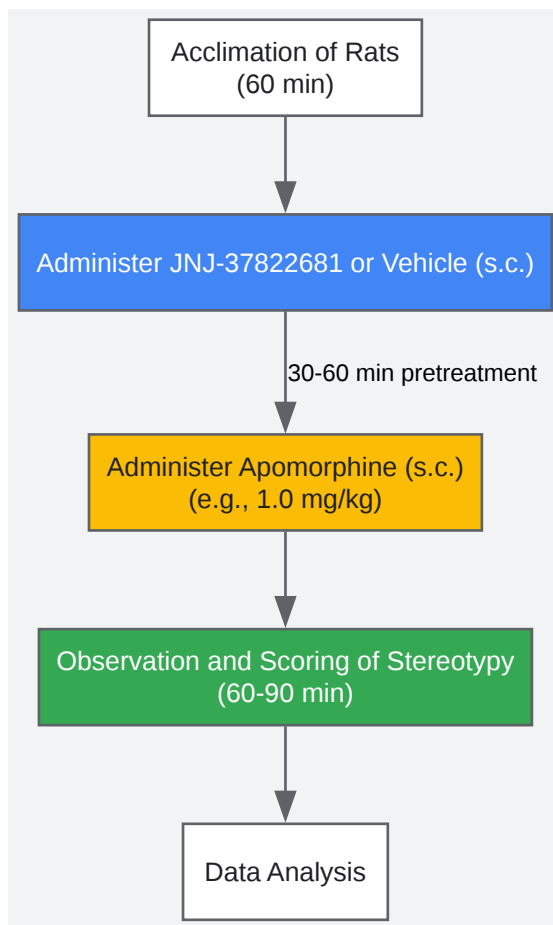 Acclimation of Rats
(60 min)
Administer JNJ-37822681 or Vehicle (s.c.)
30-60 min pretreatment
Administer Apomorphine (s.c.)
(e.g., 1.0 mg/kg)
Observation and Scoring of Stereotypy
(60-90 min)
Data Analysis